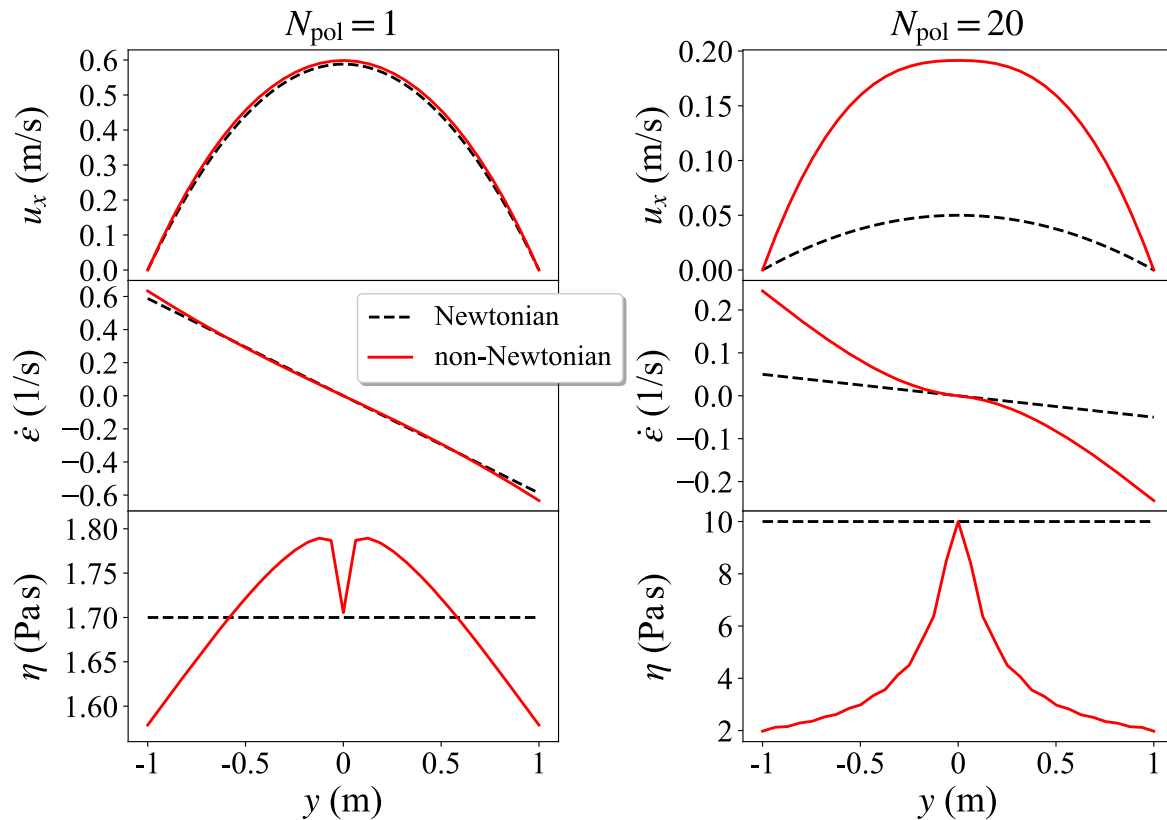 N_pol = 1
N_pol = 20
0.6
0.5
0.4
0.3
0.2
0.1
0.0
u_x (m/s)
0.20
0.15
0.10
0.05
0.00
u_x (m/s)
0.6
0.4
0.2
0.0
−0.2
−0.4
−0.6
ε̇ (1/s)
Newtonian
non-Newtonian
0.2
0.1
0.0
−0.1
−0.2
ε̇ (1/s)
1.80
1.75
1.70
1.65
1.60
η (Pa s)
10
8
6
4
2
η (Pa s)
-1 -0.5 0 0.5 1
y (m)
-1 -0.5 0 0.5 1
y (m)